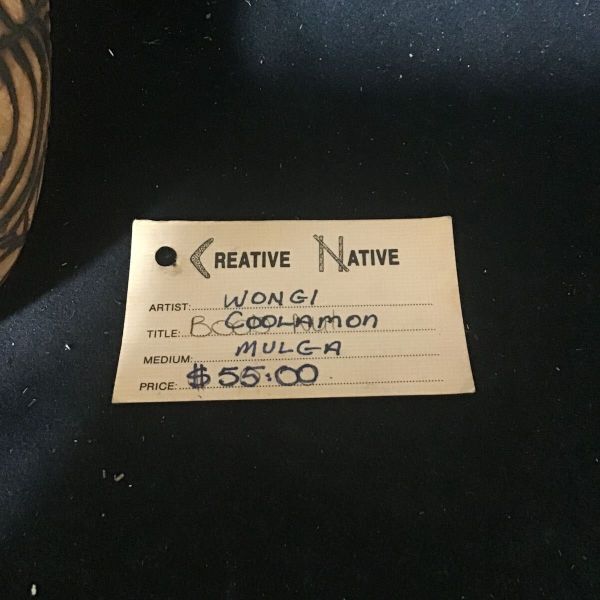 CREATIVE NATIVE
ARTIST: WONGI
TITLE: COOLAMON
MEDIUM: MULGA
PRICE: $55.00